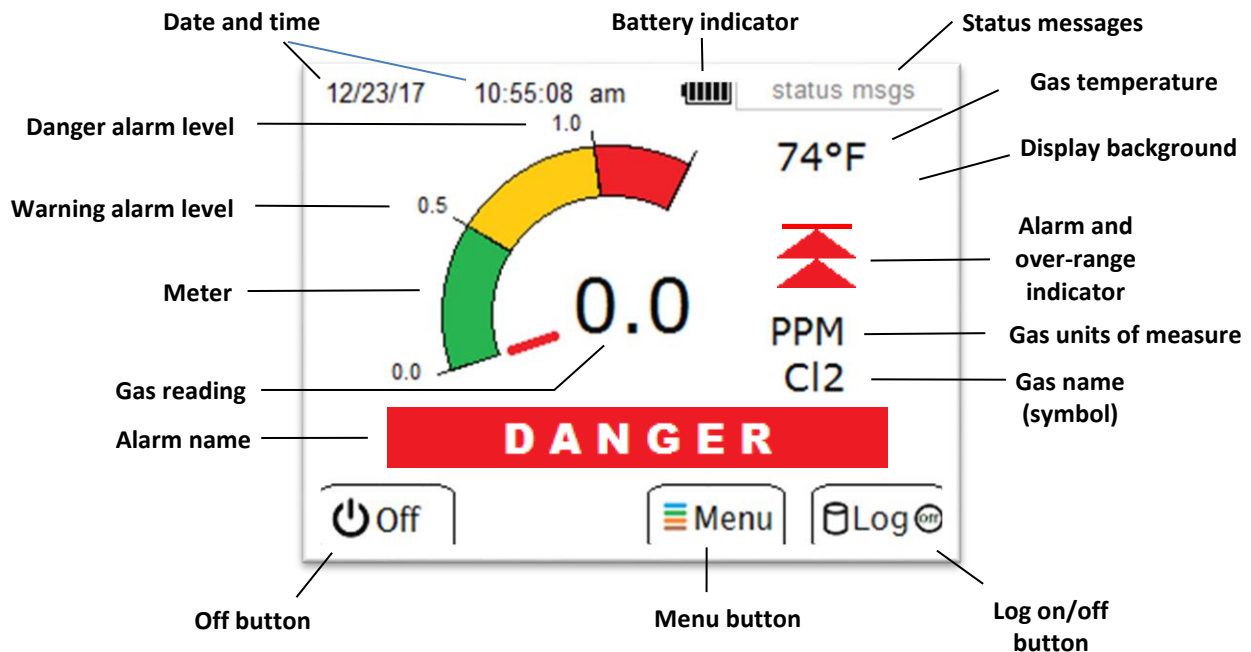 Date and time
Battery indicator
Status messages
12/23/17 10:55:08 am
status msgs
Gas temperature
Danger alarm level
1.0
74°F
Display background
Warning alarm level
0.5
Alarm and
over-range
indicator
Meter
0.0
PPM
Gas units of measure
Cl2
Gas name
(symbol)
0.0
Gas reading
Alarm name
DANGER
Off
Menu
Log off
Off button
Menu button
Log on/off
button